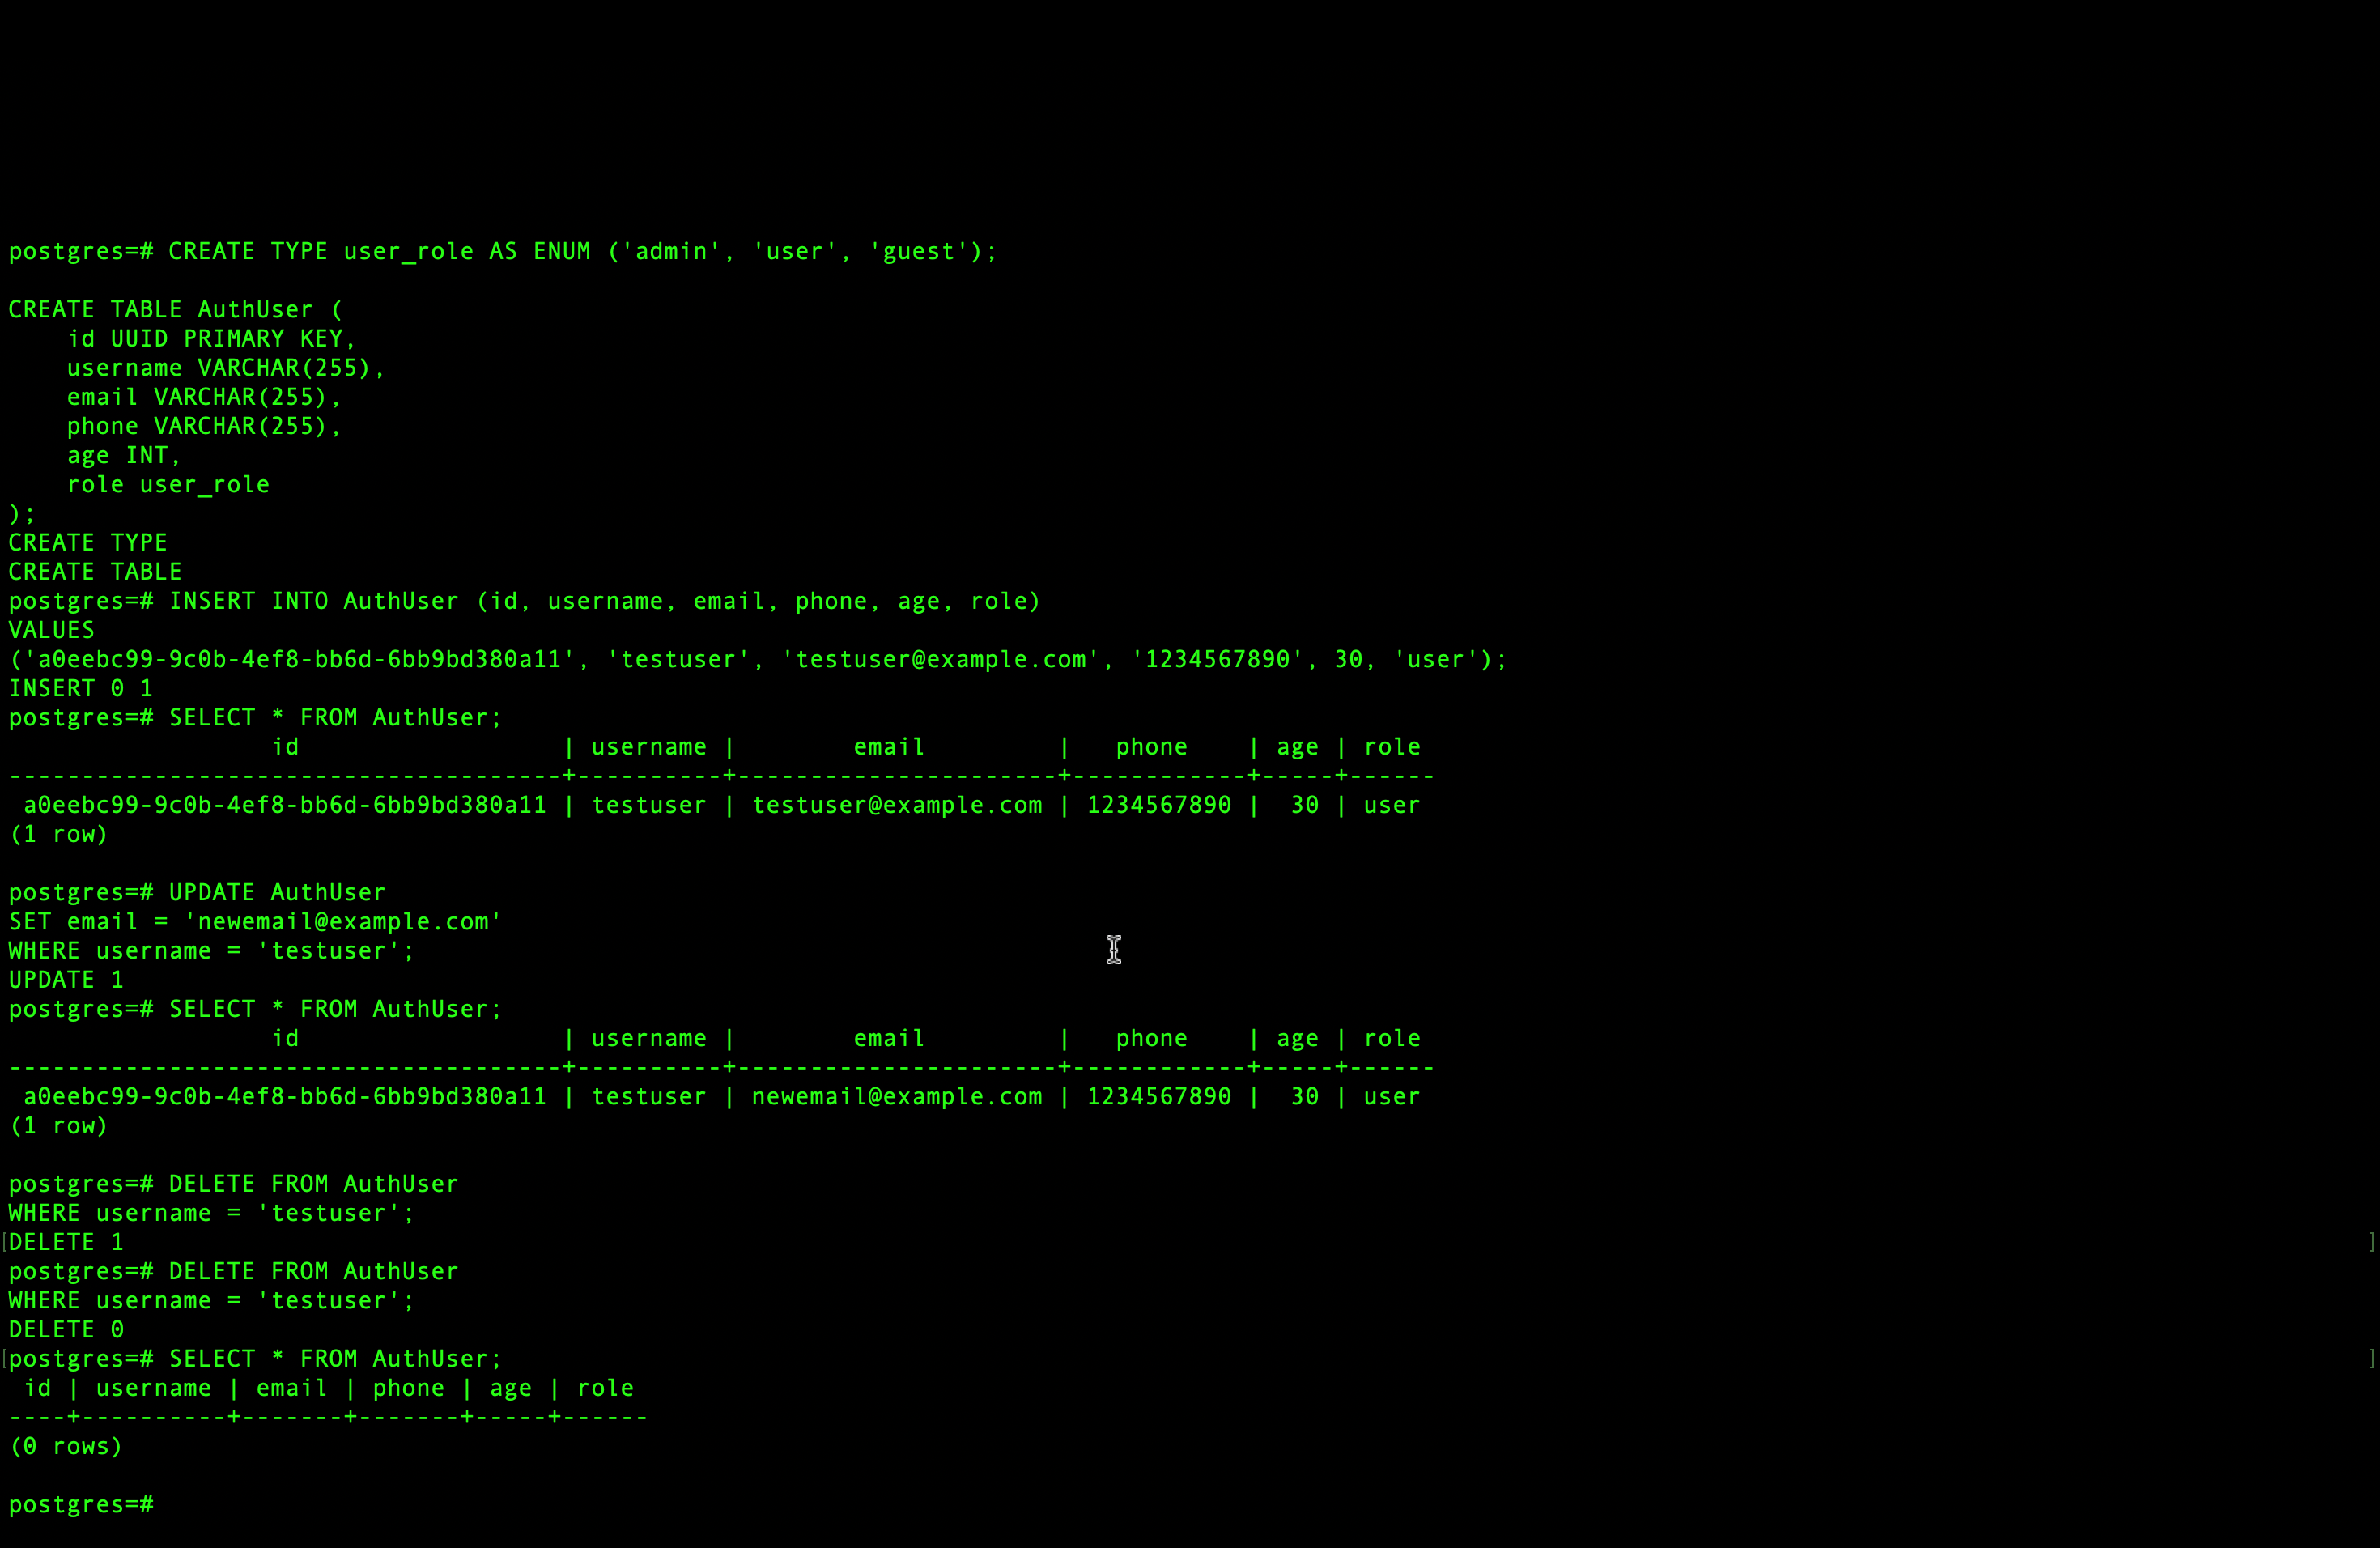 postgres=# CREATE TYPE user_role AS ENUM ('admin', 'user', 'guest');

CREATE TABLE AuthUser (
    id UUID PRIMARY KEY,
    username VARCHAR(255),
    email VARCHAR(255),
    phone VARCHAR(255),
    age INT,
    role user_role
);
CREATE TYPE
CREATE TABLE
postgres=# INSERT INTO AuthUser (id, username, email, phone, age, role)
VALUES
('a0eebc99-9c0b-4ef8-bb6d-6bb9bd380a11', 'testuser', 'testuser@example.com', '1234567890', 30, 'user');
INSERT 0 1
postgres=# SELECT * FROM AuthUser;
                  id                  | username |        email         |   phone    | age | role
--------------------------------------+----------+----------------------+------------+-----+------
 a0eebc99-9c0b-4ef8-bb6d-6bb9bd380a11 | testuser | testuser@example.com | 1234567890 |  30 | user
(1 row)

postgres=# UPDATE AuthUser
SET email = 'newemail@example.com'
WHERE username = 'testuser';
UPDATE 1
postgres=# SELECT * FROM AuthUser;
                  id                  | username |        email         |   phone    | age | role
--------------------------------------+----------+----------------------+------------+-----+------
 a0eebc99-9c0b-4ef8-bb6d-6bb9bd380a11 | testuser | newemail@example.com | 1234567890 |  30 | user
(1 row)

postgres=# DELETE FROM AuthUser
WHERE username = 'testuser';
[DELETE 1 ]
postgres=# DELETE FROM AuthUser
WHERE username = 'testuser';
DELETE 0
[postgres=# SELECT * FROM AuthUser; ]
 id | username | email | phone | age | role
----+----------+-------+-------+-----+------
(0 rows)

postgres=#